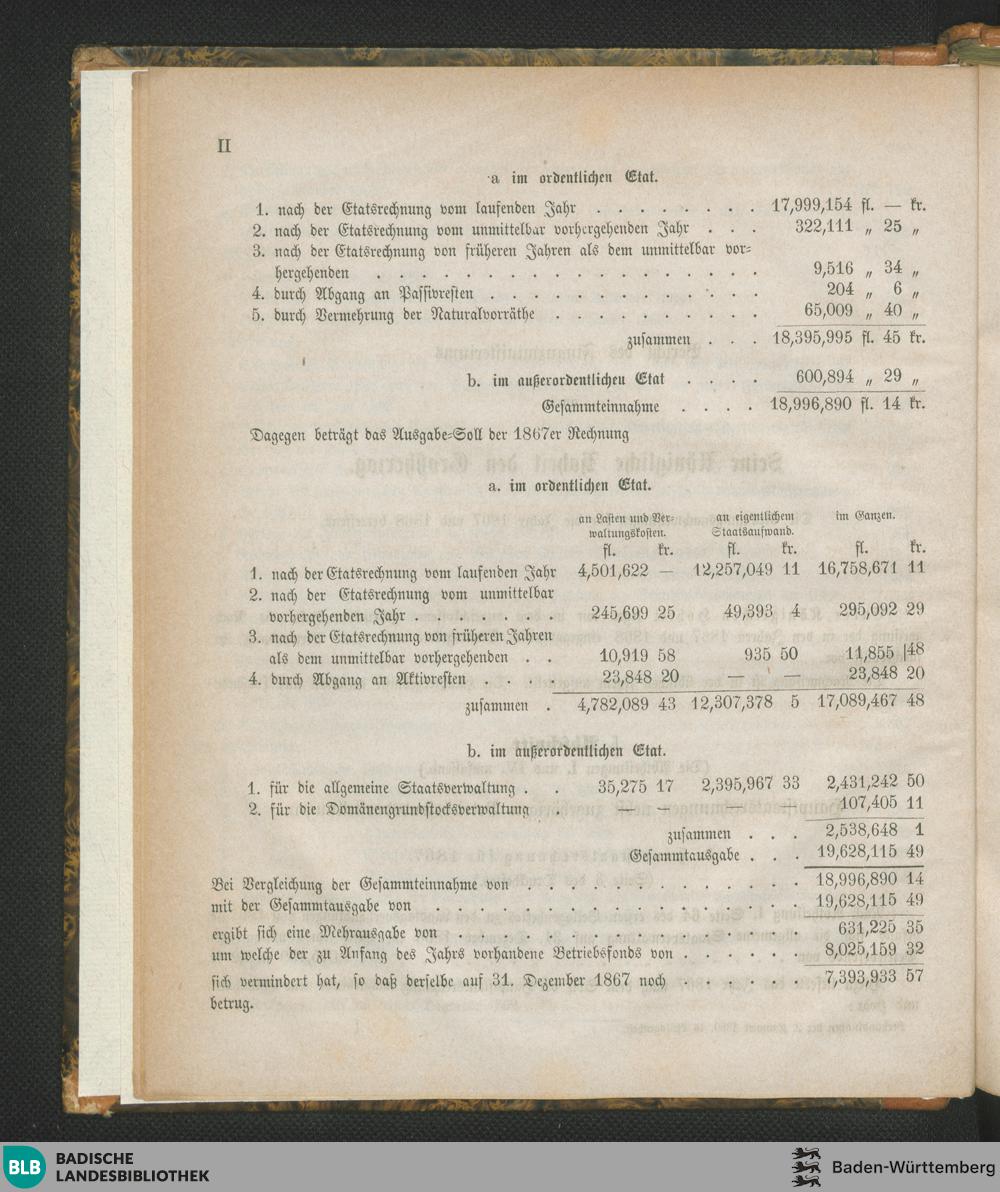 II
a im ordentlichen Etat.
1. nach der Etatsrechnung vom laufenden Jahr . . . . . . . . 17,999,154 fl. — kr.
2. nach der Etatsrechnung vom unmittelbar vorhergehenden Jahr . . . 322,111 „ 25 „
3. nach der Etatsrechnung von früheren Jahren als dem unmittelbar vor-
hergehenden . . . . . . . . . . . . . . . . . . 9,516 „ 34 „
4. durch Abgang an Passivresten . . . . . . . . . . . . . 204 „ 6 „
5. durch Vermehrung der Naturalvorräthe . . . . . . . . . . 65,009 „ 40 „
zusammen . . . 18,395,995 fl. 45 kr.
b. im außerordentlichen Etat . . . . 600,894 „ 29 „
Gesammteinnahme . . . . 18,996,890 fl. 14 kr.
Dagegen beträgt das Ausgabe-Soll der 1867er Rechnung
a. im ordentlichen Etat.
an Lasten und Ver- an eigentlichem im Ganzen.
waltungskosten. Staatsaufwand.
fl. kr. fl. kr. fl. kr.
1. nach der Etatsrechnung vom laufenden Jahr 4,501,622 — 12,257,049 11 16,758,671 11
2. nach der Etatsrechnung vom unmittelbar
vorhergehenden Jahr . . . . . . . 245,699 25 49,393 4 295,092 29
3. nach der Etatsrechnung von früheren Jahren
als dem unmittelbar vorhergehenden . . 10,919 58 935 50 11,855 48
4. durch Abgang an Aktivresten . . . . 23,848 20 — — 23,848 20
zusammen . 4,782,089 43 12,307,378 5 17,089,467 48
b. im außerordentlichen Etat.
1. für die allgemeine Staatsverwaltung . . 35,275 17 2,395,967 33 2,431,242 50
2. für die Domänengrundstocksverwaltung . — — — — 107,405 11
zusammen . . . 2,538,648 1
Gesammtausgabe . . . 19,628,115 49
Bei Vergleichung der Gesammteinnahme von . . . . . . . . . . . . . . 18,996,890 14
mit der Gesammtausgabe von . . . . . . . . . . . . . . . . . . 19,628,115 49
ergibt sich eine Mehrausgabe von . . . . . . . . . . . . . . . . . 631,225 35
um welche der zu Anfang des Jahrs vorhandene Betriebsfonds von . . . . . . 8,025,159 32
sich vermindert hat, so daß derselbe auf 31. Dezember 1867 noch . . . . . . 7,393,933 57
betrug.
BLB
BADISCHE
LANDESBIBLIOTHEK
Baden-Württemberg